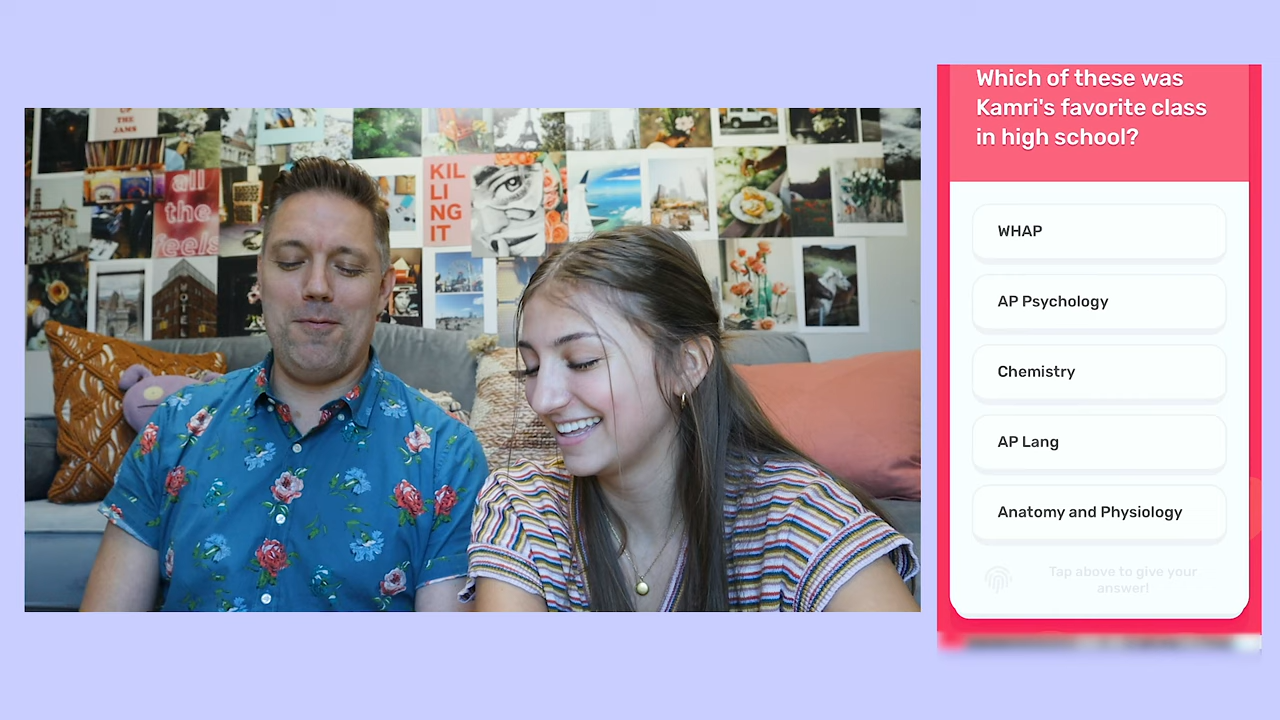 UP
THE
JAMS
all
the
feels
KIL
LI
NG
IT
MOTEL
Which of these was
Kamri's favorite class
in high school?
WHAP
AP Psychology
Chemistry
AP Lang
Anatomy and Physiology
Tap above to give your
answer!